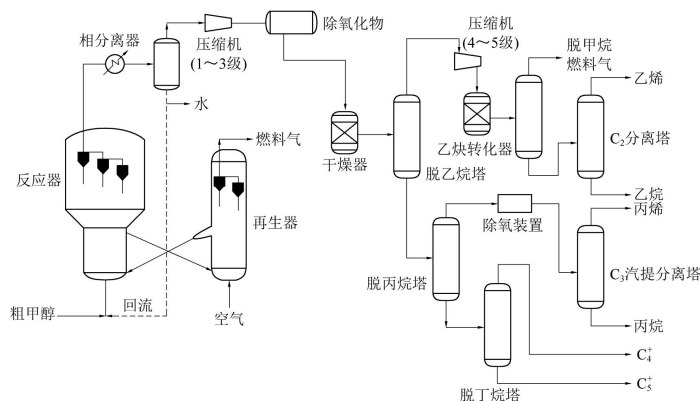 相分离器
压缩机
(1～3级)
除氧化物
压缩机
(4～5级)
脱甲烷
燃料气
乙烯
水
燃料气
干燥器
乙炔转化器
C₂分离塔
脱乙烷塔
反应器
再生器
乙烷
丙烯
除氧装置
脱丙烷塔
C₃汽提分离塔
粗甲醇
回流
空气
丙烷
C₄⁺
C₅⁺
脱丁烷塔